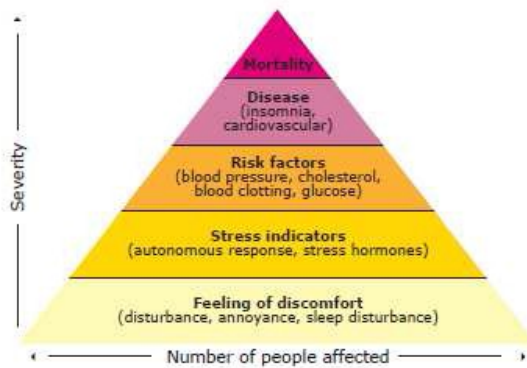 Mortality
Disease
(insomnia,
cardiovascular)
Risk factors
(blood pressure, cholesterol,
blood clotting, glucose)
Stress indicators
(autonomous response, stress hormones)
Feeling of discomfort
(disturbance, annoyance, sleep disturbance)
Severity
Number of people affected